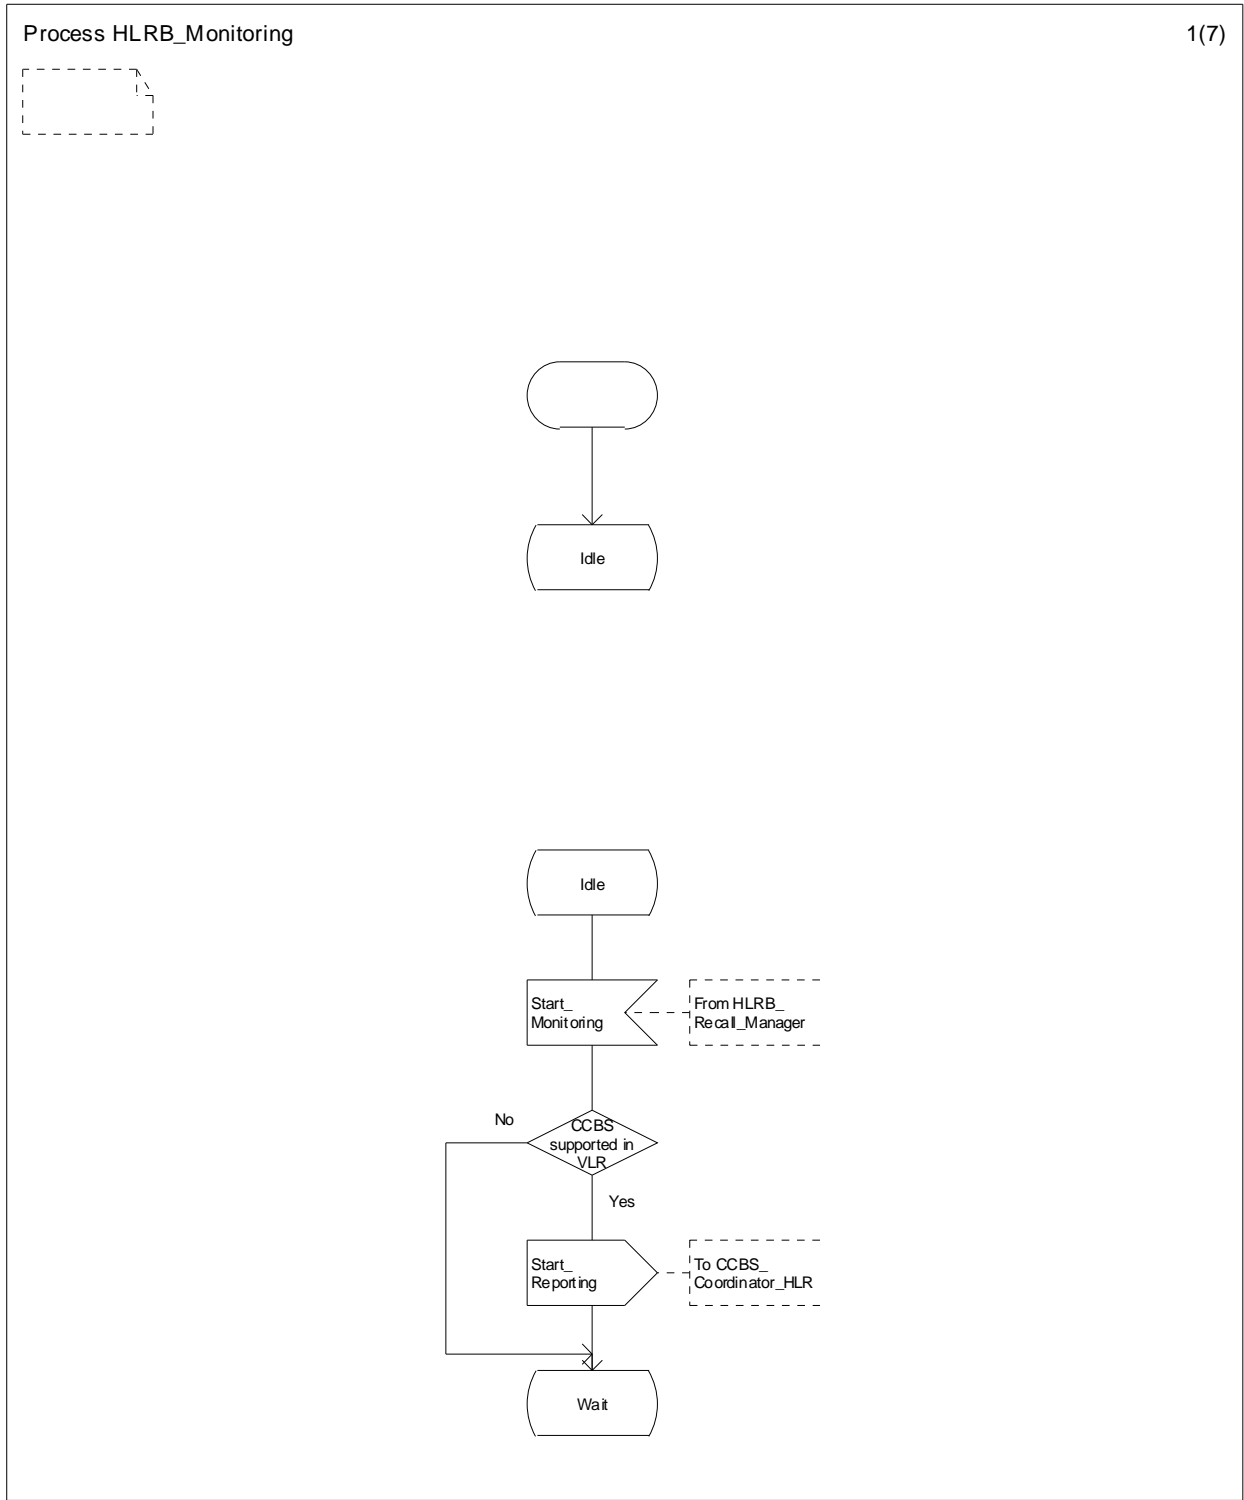 Process HLRB_Monitoring
1(7)
Idle
Idle
Start_
Monitoring
From HLRB_
Recall_Manager
No
CCBS
supported in
VLR
Yes
Start_
Reporting
To CCBS_
Coordinator_HLR
Wait